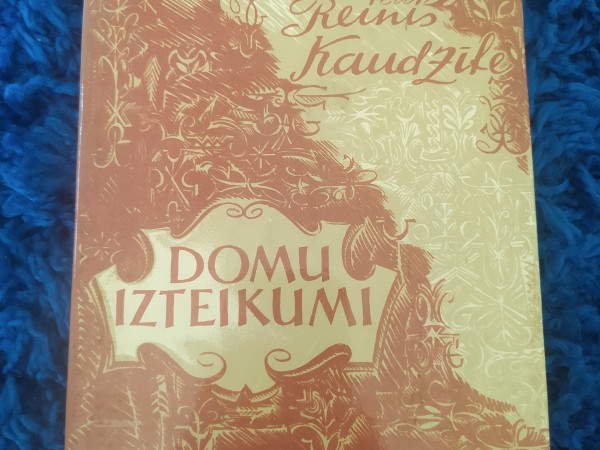 Reinis
Kaudzīte
DOMU
IZTEIKUMI